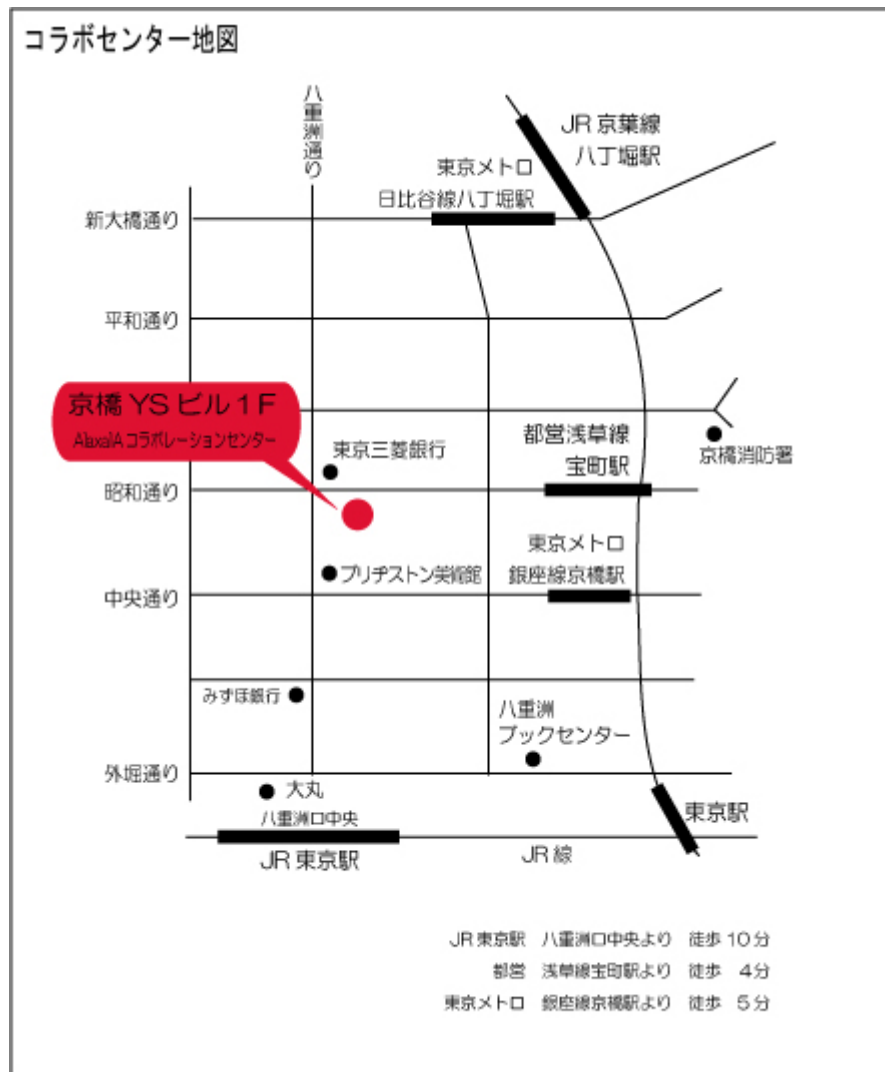 コラボセンター地図
八重洲通り
JR 京葉線
八丁堀駅
東京メトロ
日比谷線八丁堀駅
新大橋通り
平和通り
京橋 YS ビル 1 F
AlaxalA コラボレーションセンター
東京三菱銀行
都営浅草線
宝町駅
京橋消防署
昭和通り
東京メトロ
銀座線京橋駅
ブリヂストン美術館
中央通り
みずほ銀行
八重洲
ブックセンター
外堀通り
大丸
八重洲口中央
東京駅
JR 東京駅
JR 線
JR 東京駅 八重洲口中央より 徒歩 10 分
都営 浅草線宝町駅より 徒歩 4 分
東京メトロ 銀座線京橋駅より 徒歩 5 分